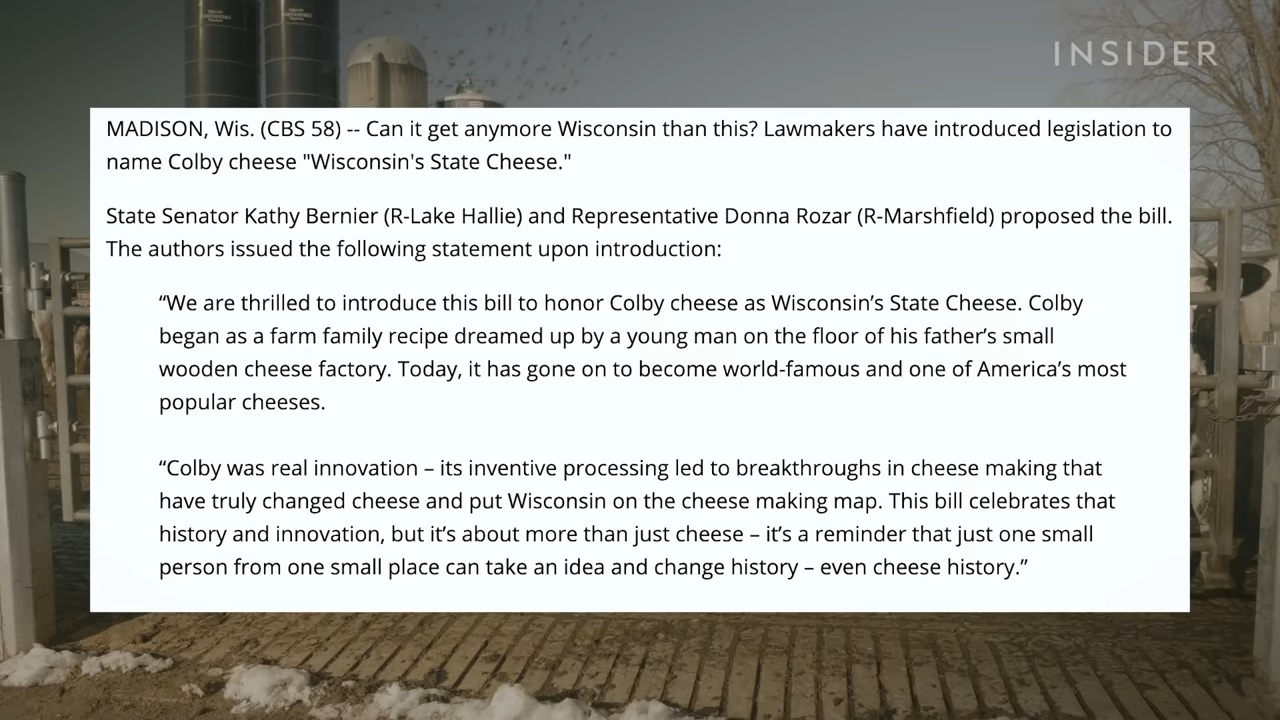 INSIDER
MADISON, Wis. (CBS 58) -- Can it get anymore Wisconsin than this? Lawmakers have introduced legislation to
name Colby cheese "Wisconsin's State Cheese."
State Senator Kathy Bernier (R-Lake Hallie) and Representative Donna Rozar (R-Marshfield) proposed the bill.
The authors issued the following statement upon introduction:
“We are thrilled to introduce this bill to honor Colby cheese as Wisconsin’s State Cheese. Colby
began as a farm family recipe dreamed up by a young man on the floor of his father’s small
wooden cheese factory. Today, it has gone on to become world-famous and one of America’s most
popular cheeses.
“Colby was real innovation – its inventive processing led to breakthroughs in cheese making that
have truly changed cheese and put Wisconsin on the cheese making map. This bill celebrates that
history and innovation, but it’s about more than just cheese – it’s a reminder that just one small
person from one small place can take an idea and change history – even cheese history.”